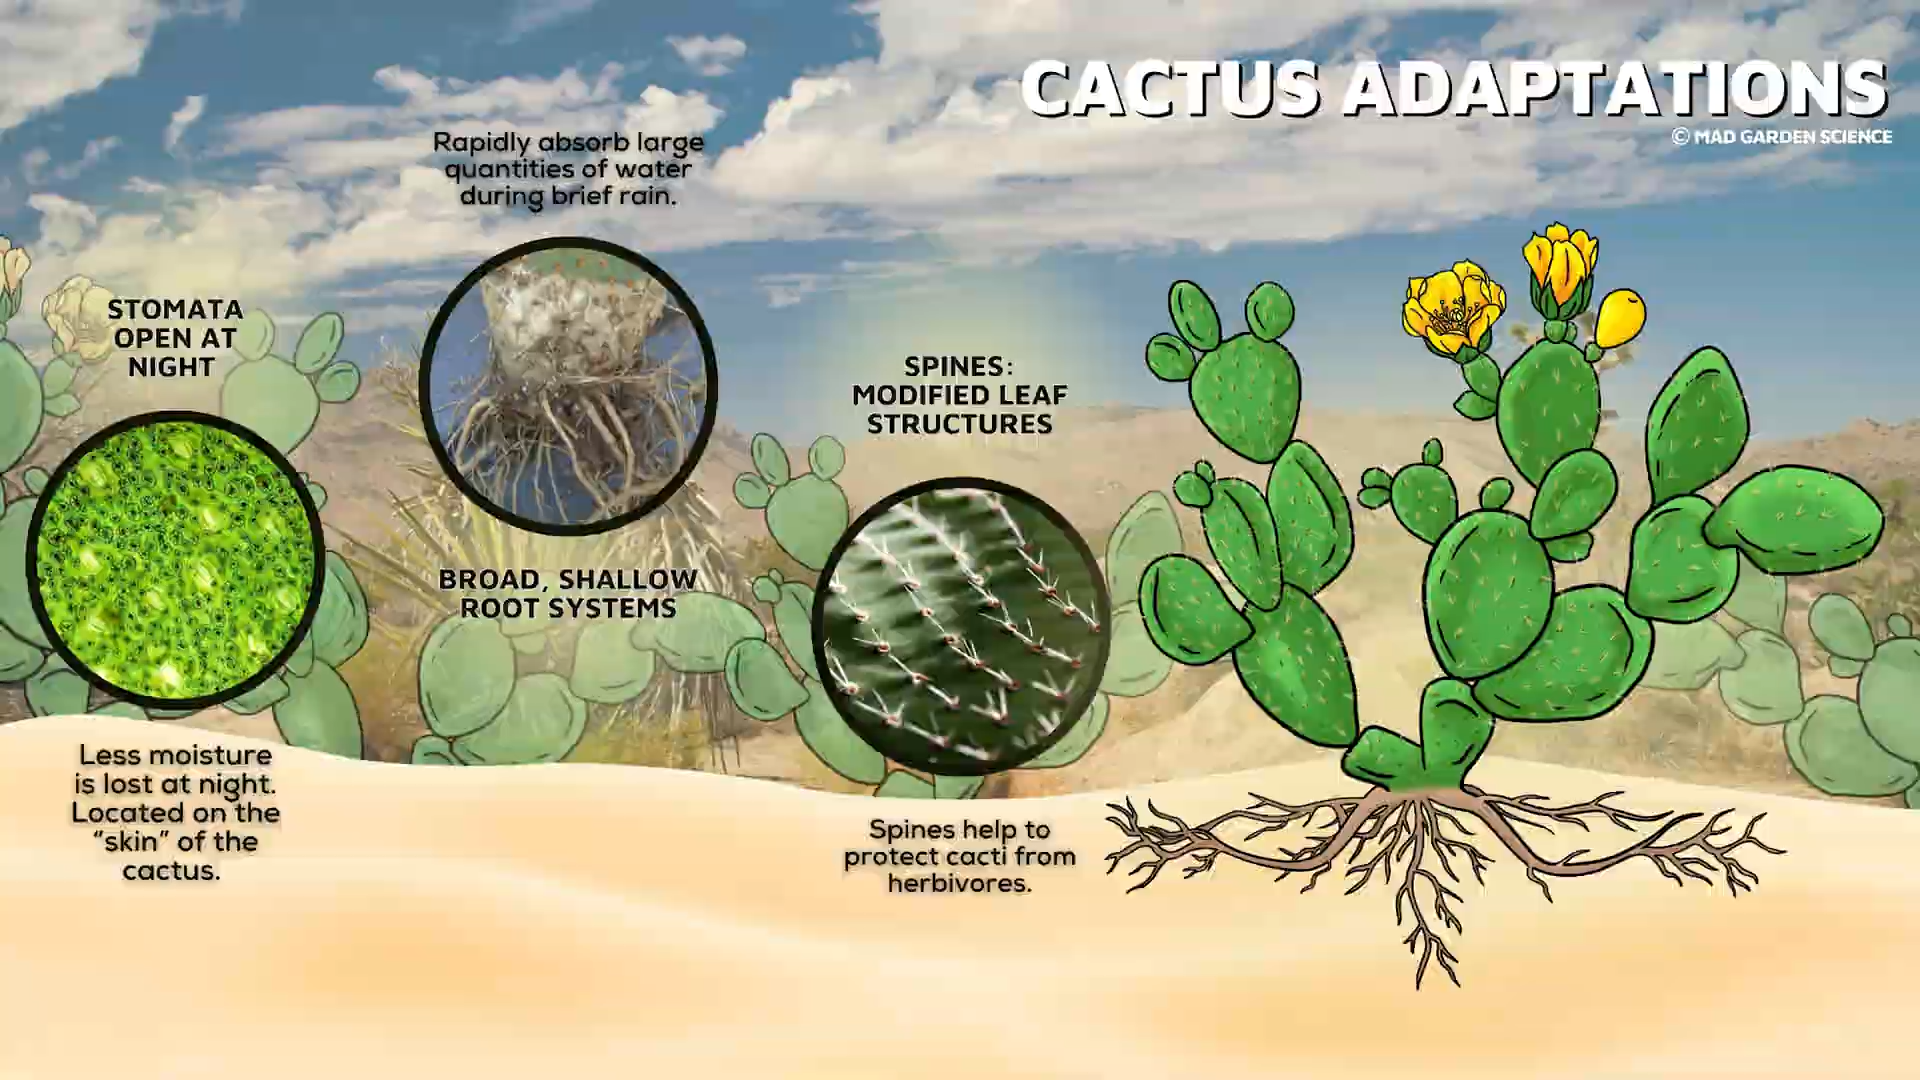 CACTUS ADAPTATIONS
© MAD GARDEN SCIENCE
STOMATA
OPEN AT
NIGHT
Less moisture
is lost at night.
Located on the
“skin” of the
cactus.
Rapidly absorb large
quantities of water
during brief rain.
BROAD, SHALLOW
ROOT SYSTEMS
SPINES:
MODIFIED LEAF
STRUCTURES
Spines help to
protect cacti from
herbivores.